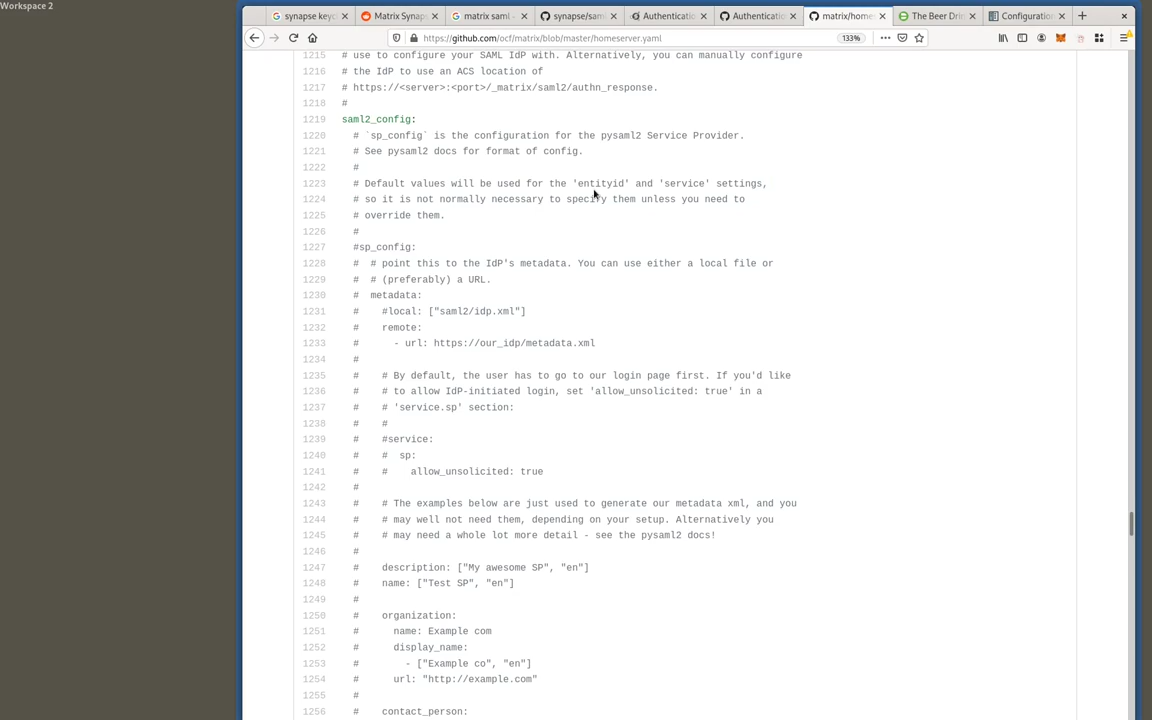 Workspace 2
synapse keyc
Matrix Synaps
matrix saml -
synapse/saml
Authenticatio
Authenticatio
matrix/home
The Beer Drin
Configuration
https://github.com/ocf/matrix/blob/master/homeserver.yaml
133%
1215 # use to configure your SAML IdP with. Alternatively, you can manually configure
1216 # the IdP to use an ACS location of
1217 # https://<server>:<port>/_matrix/saml2/authn_response.
1218 #
1219 saml2_config:
1220 # `sp_config` is the configuration for the pysaml2 Service Provider.
1221 # See pysaml2 docs for format of config.
1222 #
1223 # Default values will be used for the 'entityid' and 'service' settings,
1224 # so it is not normally necessary to specify them unless you need to
1225 # override them.
1226 #
1227 #sp_config:
1228 #  # point this to the IdP's metadata. You can use either a local file or
1229 #  # (preferably) a URL.
1230 #  metadata:
1231 #    #local: ["saml2/idp.xml"]
1232 #    remote:
1233 #      - url: https://our_idp/metadata.xml
1234 #
1235 #    # By default, the user has to go to our login page first. If you'd like
1236 #    # to allow IdP-initiated login, set 'allow_unsolicited: true' in a
1237 #    # 'service.sp' section:
1238 #    #
1239 #    #service:
1240 #    #  sp:
1241 #    #    allow_unsolicited: true
1242 #
1243 #    # The examples below are just used to generate our metadata xml, and you
1244 #    # may well not need them, depending on your setup. Alternatively you
1245 #    # may need a whole lot more detail - see the pysaml2 docs!
1246 #
1247 #    description: ["My awesome SP", "en"]
1248 #    name: ["Test SP", "en"]
1249 #
1250 #    organization:
1251 #      name: Example com
1252 #      display_name:
1253 #        - ["Example co", "en"]
1254 #      url: "http://example.com"
1255 #
1256 #    contact_person: